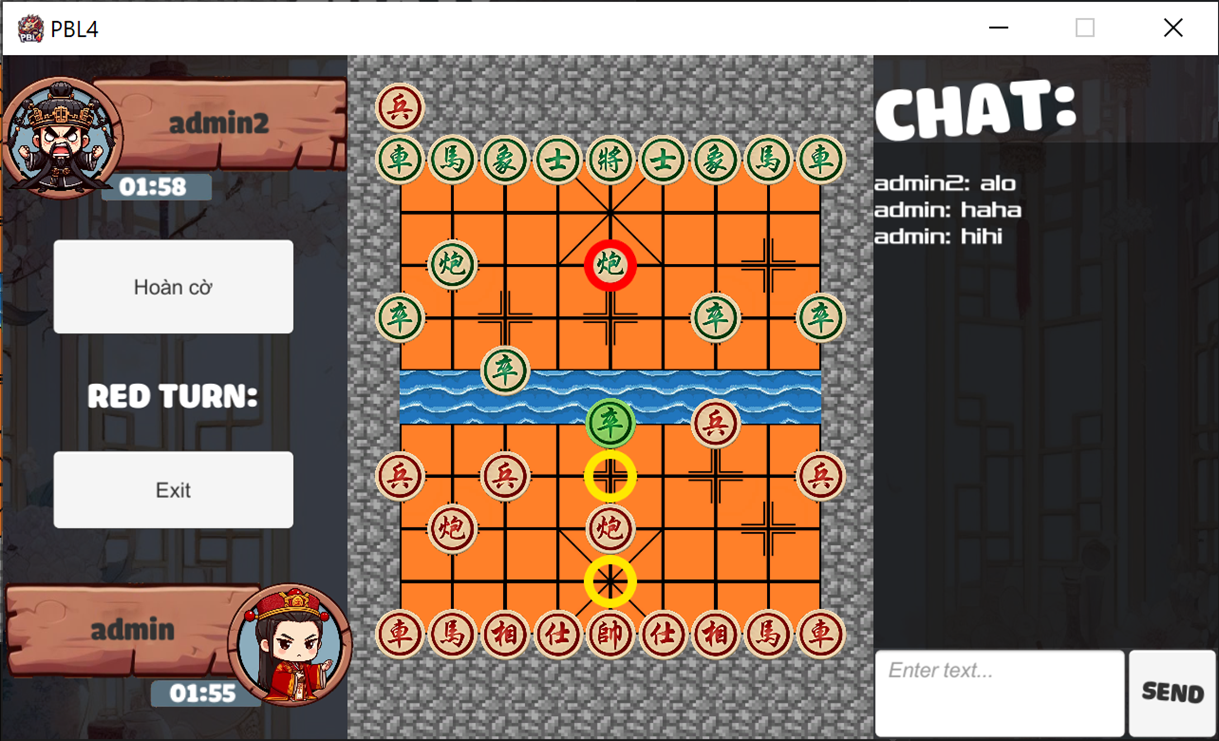 PBL4
admin2
01:58
Hoàn cờ
RED TURN:
Exit
admin
01:55
兵
車 馬 象 士 將 士 象 馬 車
炮 炮
卒 卒 卒
卒
卒 兵
兵 兵 兵
炮 炮
車 馬 相 仕 帥 仕 相 馬 車
CHAT:
admin2: alo
admin: haha
admin: hihi
Enter text...
SEND